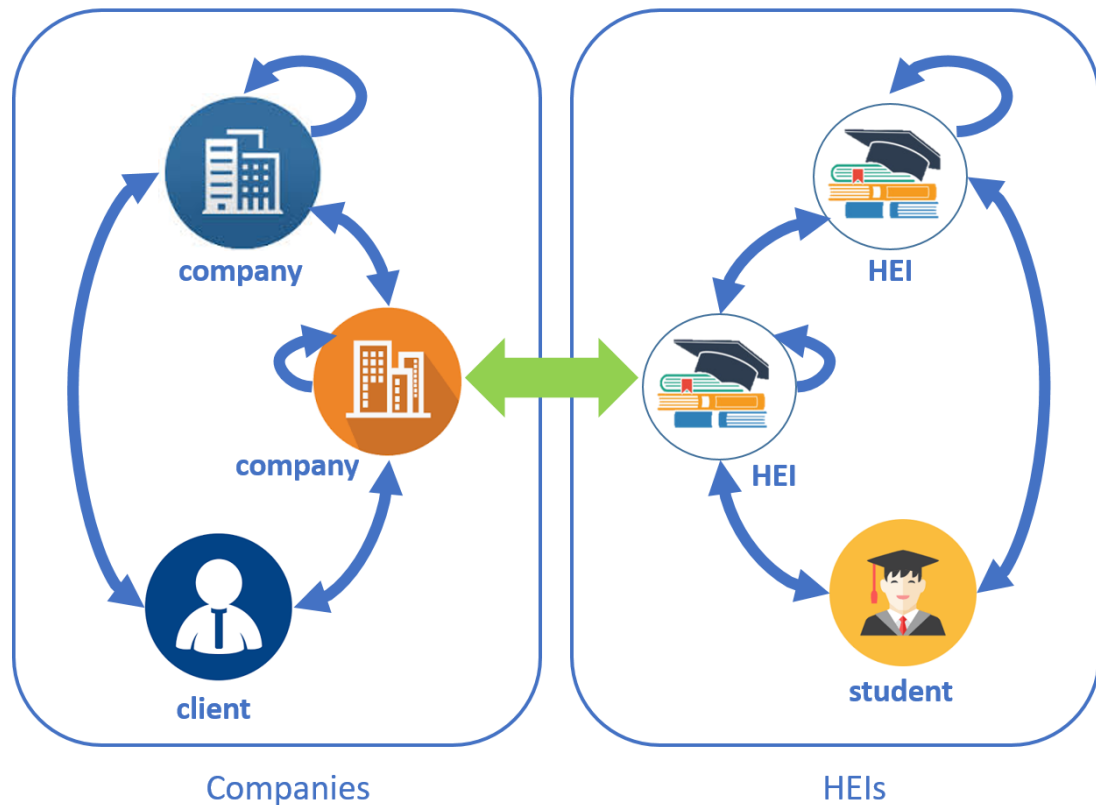 company
company
client
Companies
HEI
HEI
student
HEIs